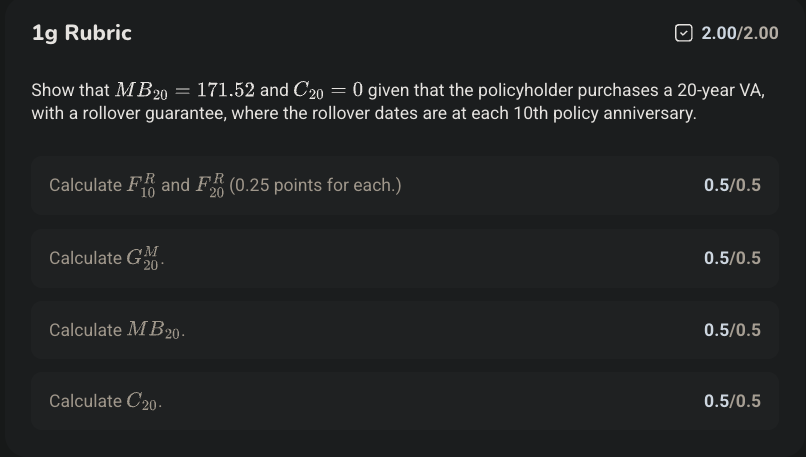 1g Rubric
2.00/2.00
Show that $MB_{20} = 171.52$ and $C_{20} = 0$ given that the policyholder purchases a 20-year VA,
with a rollover guarantee, where the rollover dates are at each 10th policy anniversary.
Calculate $F_{10}^{R}$ and $F_{20}^{R}$ (0.25 points for each.)
0.5/0.5
Calculate $G_{20}^{M}$.
0.5/0.5
Calculate $MB_{20}$.
0.5/0.5
Calculate $C_{20}$.
0.5/0.5